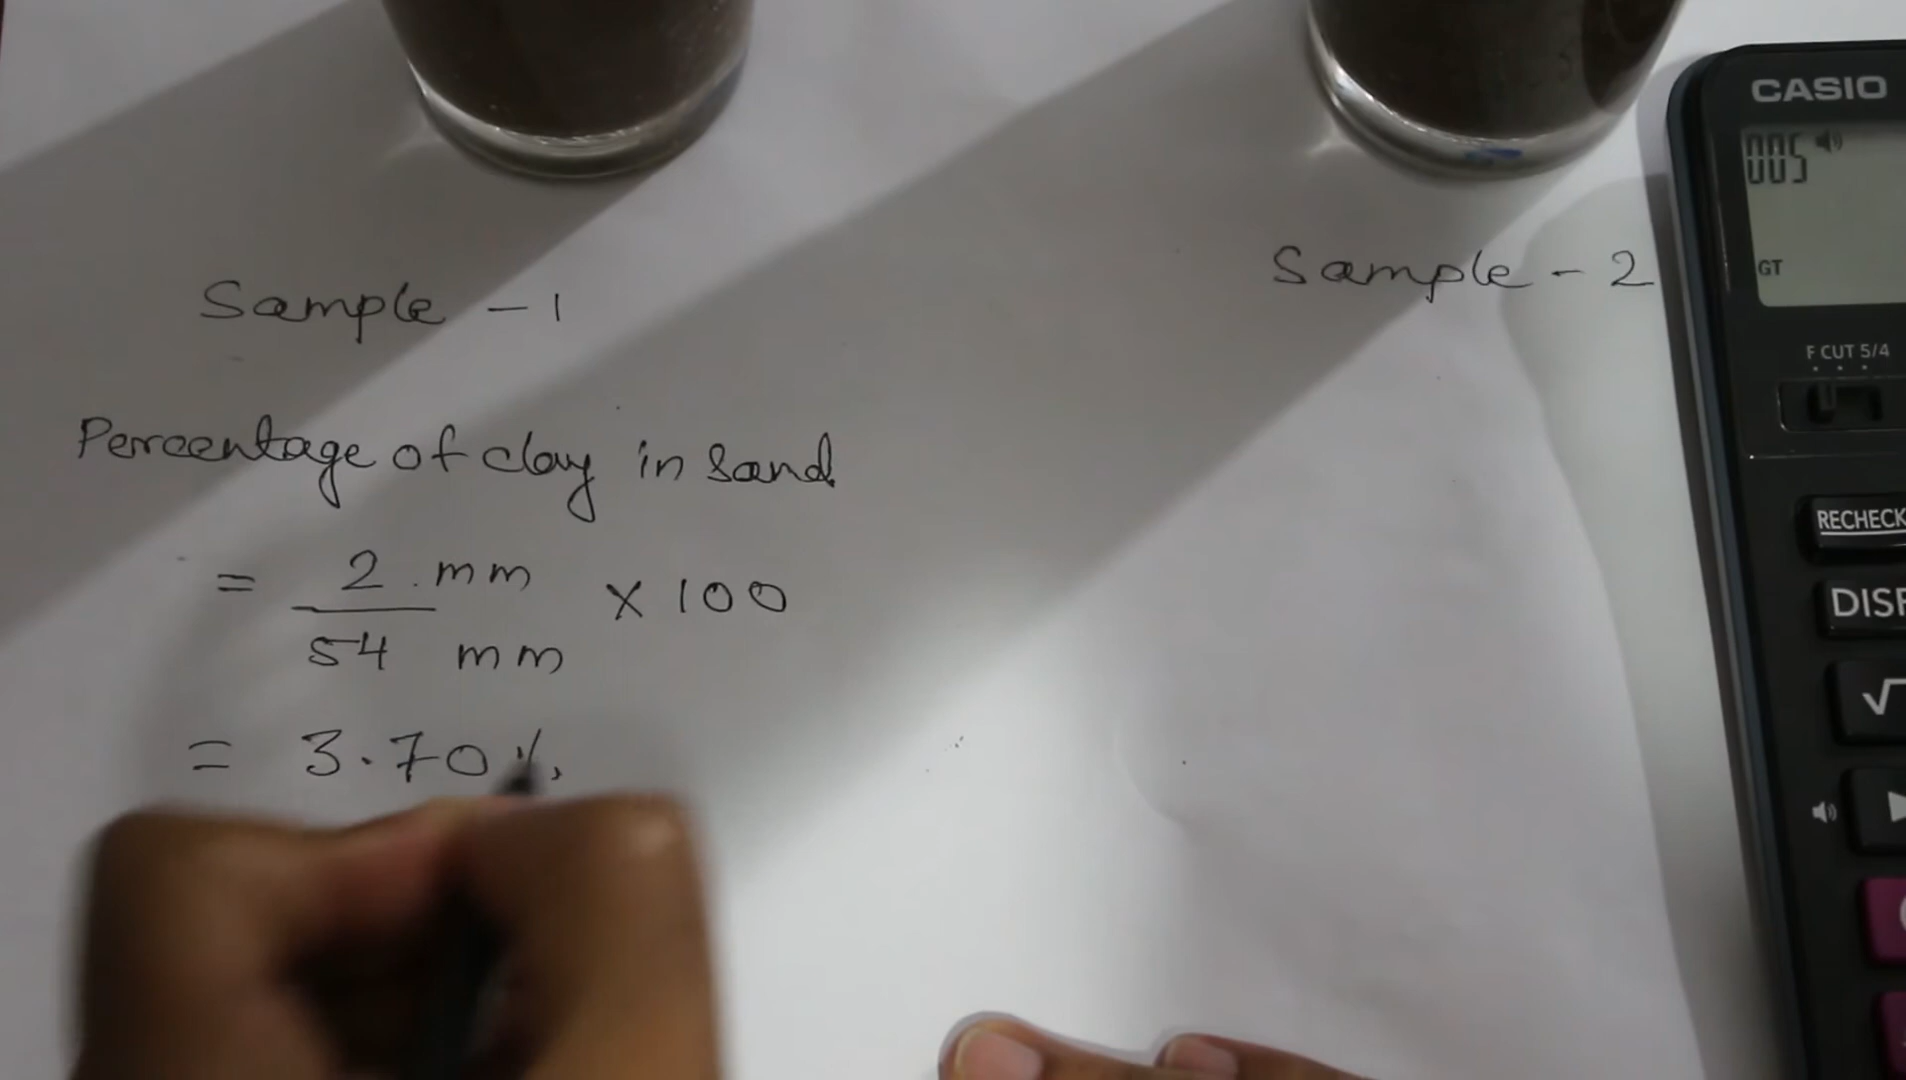 CASIO
005
GT
F CUT 5/4
RECHECK
Sample - 1
Sample - 2
Percentage of clay in sand
= 2 mm × 100
54 mm
= 3.70%